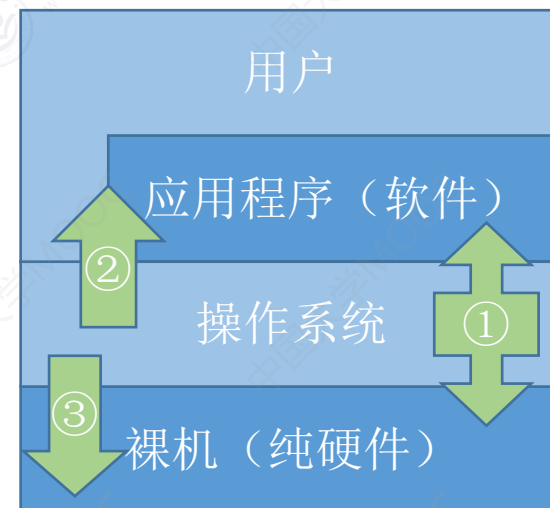 用户
应用程序（软件）
②
操作系统
①
③
裸机（纯硬件）